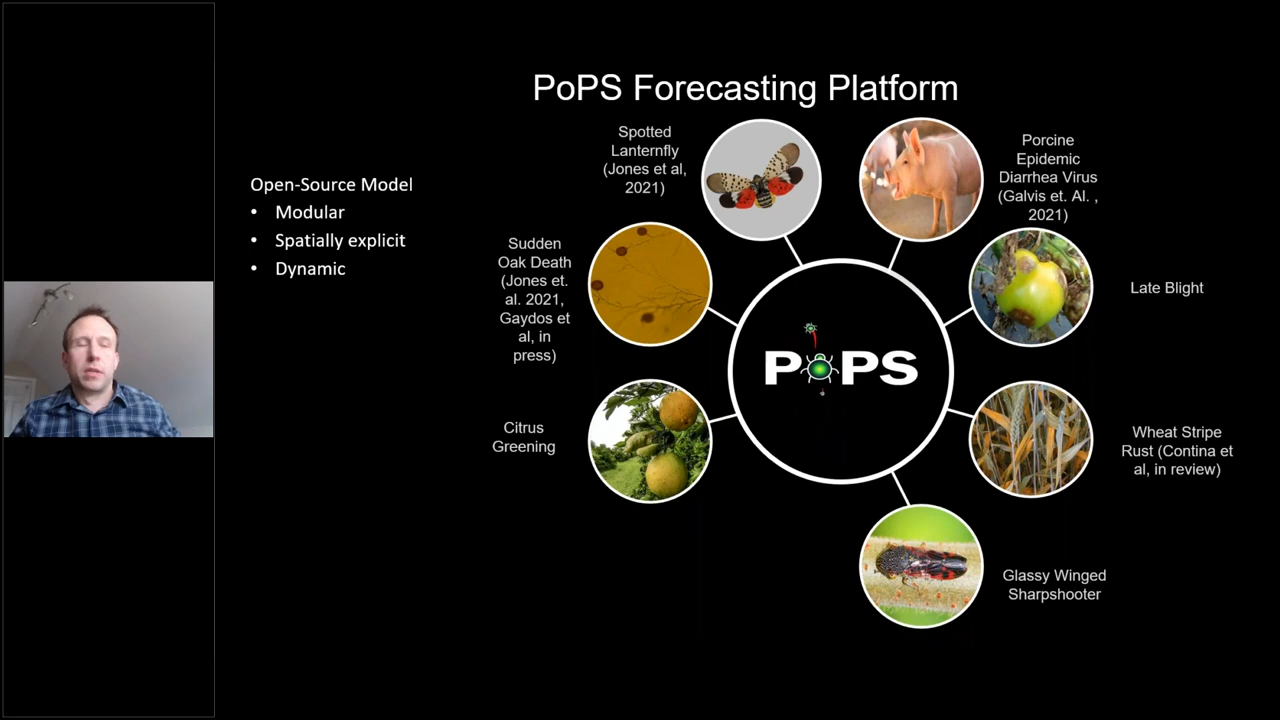 PoPS Forecasting Platform
Open-Source Model
• Modular
• Spatially explicit
• Dynamic
Spotted
Lanternfly
(Jones et al,
2021)
Porcine
Epidemic
Diarrhea Virus
(Galvis et. Al. ,
2021)
Sudden
Oak Death
(Jones et.
al. 2021,
Gaydos et
al, in
press)
Late Blight
PoPS
Citrus
Greening
Wheat Stripe
Rust (Contina et
al, in review)
Glassy Winged
Sharpshooter